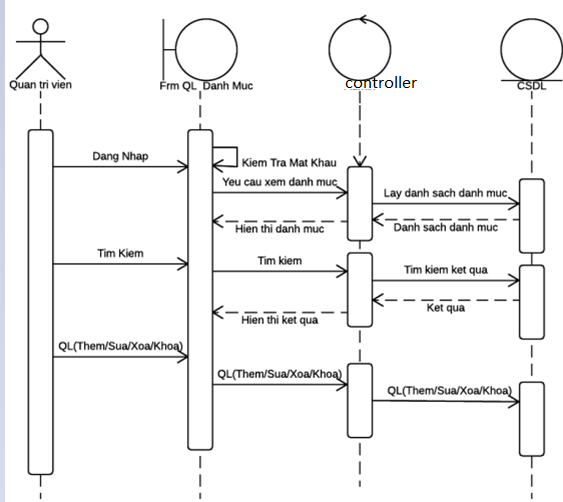 Quan tri vien
Frm QL Danh Muc
controller
CSDL
Dang Nhap
Kiem Tra Mat Khau
Yeu cau xem danh muc
Lay danh sach danh muc
Hien thi danh muc
Danh sach danh muc
Tim Kiem
Tim kiem
Tim kiem ket qua
Hien thi ket qua
Ket qua
QL(Them/Sua/Xoa/Khoa)
QL(Them/Sua/Xoa/Khoa)
QL(Them/Sua/Xoa/Khoa)